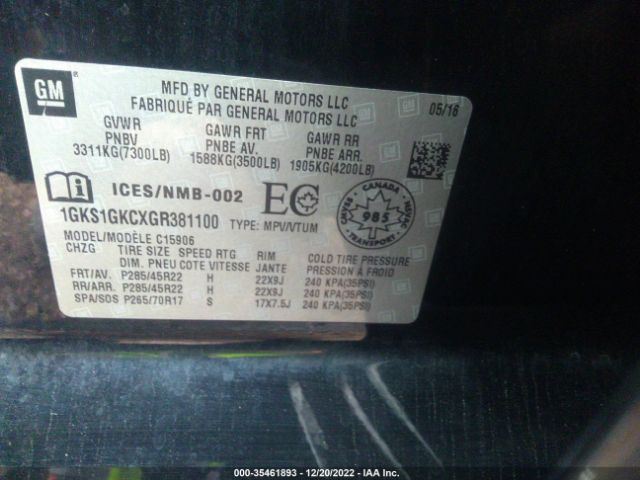 GM
MFD BY GENERAL MOTORS LLC
FABRIQUÉ PAR GENERAL MOTORS LLC
05/16
GVWR GAWR FRT GAWR RR
PNBV PNBE AV. PNBE ARR.
3311KG(7300LB) 1588KG(3500LB) 1905KG(4200LB)
ICES/NMB-002
EC
CANADA
985
TRANSPORT
1GKS1GKCXGR381100 TYPE: MPV/VTUM
MODEL/MODÈLE C15906
CHZG TIRE SIZE SPEED RTG RIM COLD TIRE PRESSURE
DIM. PNEU COTE VITESSE JANTE PRESSION À FROID
FRT/AV. P285/45R22 H 22X9J 240 KPA(35PSI)
RR/ARR. P285/45R22 H 22X9J 240 KPA(35PSI)
SPA/SOS P265/70R17 S 17X7.5J 240 KPA(35PSI)
000-35461893 - 12/20/2022 - IAA Inc.